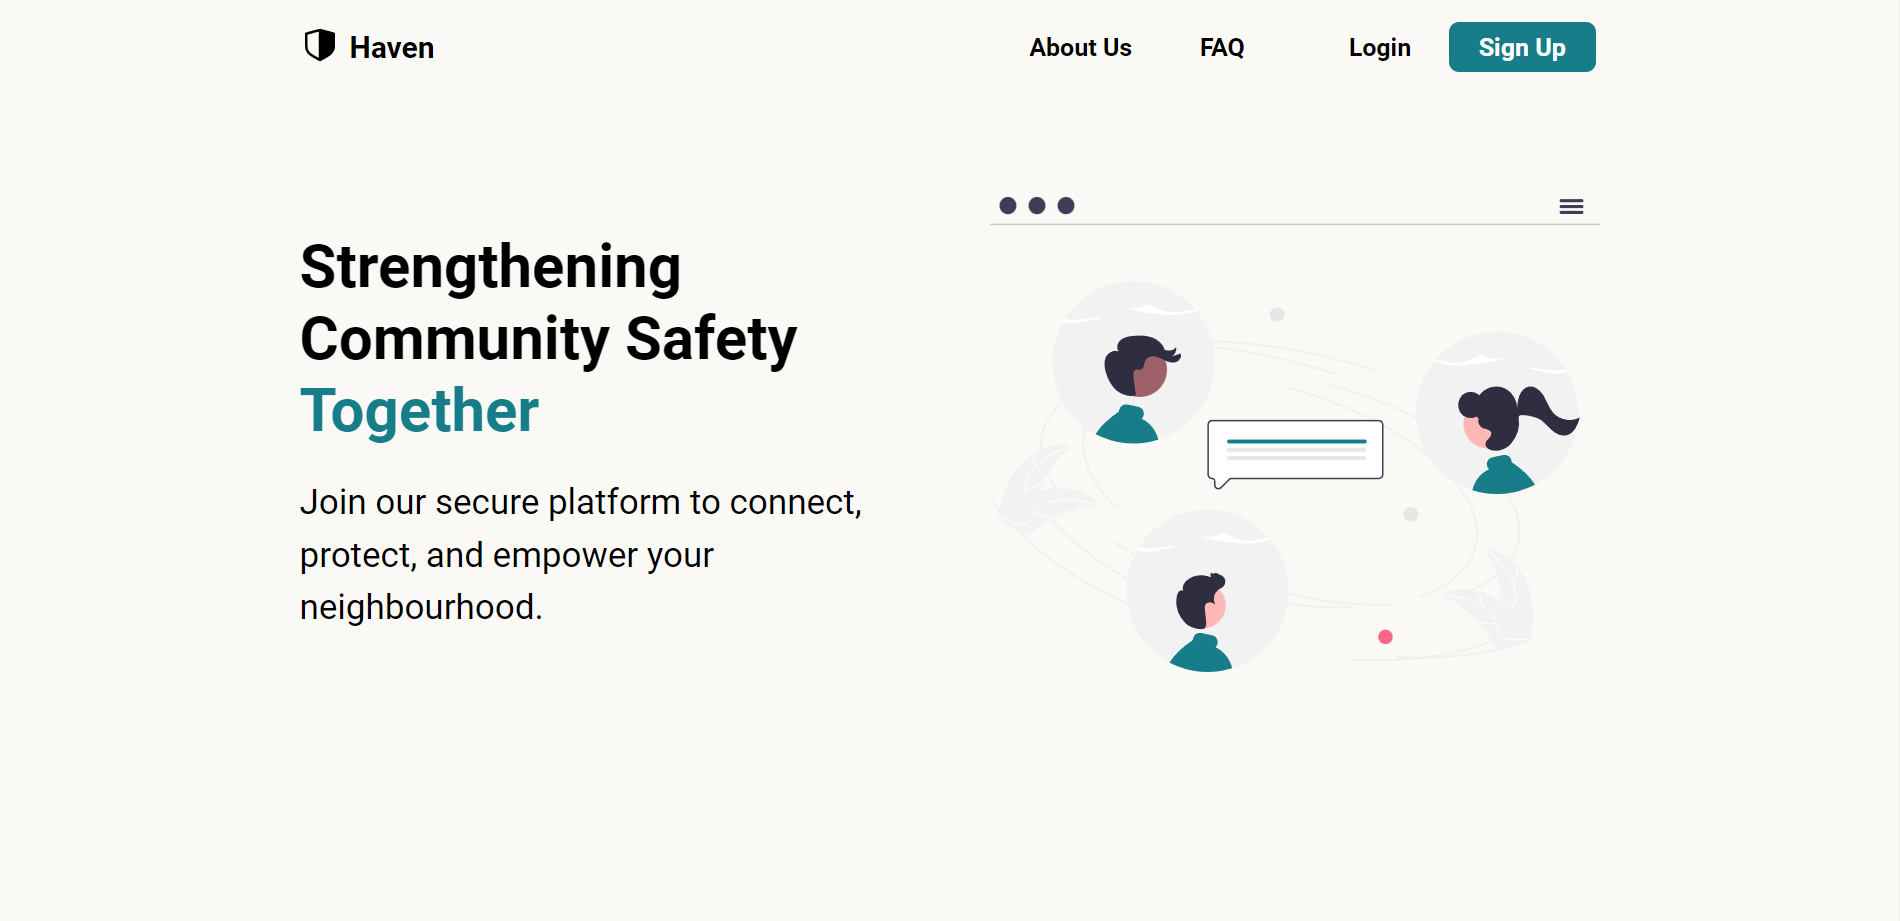 Haven
About Us
FAQ
Login
Sign Up
Strengthening
Community Safety
Together
Join our secure platform to connect,
protect, and empower your
neighbourhood.